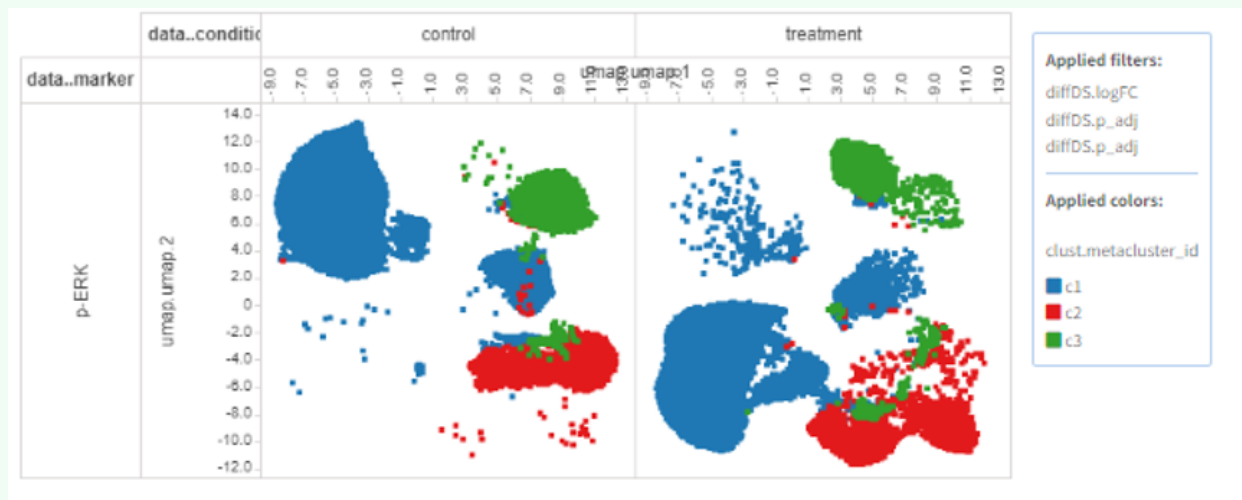 data..conditic control treatment
data..marker umap.umap.1
-9.0 -7.0 -5.0 -3.0 -1.0 1.0 3.0 5.0 7.0 9.0 11.0 13.0 -9.0 -7.0 -5.0 -3.0 -1.0 1.0 3.0 5.0 7.0 9.0 11.0 13.0
p-ERK
umap.umap.2
14.0
12.0
10.0
8.0
6.0
4.0
2.0
0
-2.0
-4.0
-6.0
-8.0
-10.0
-12.0
Applied filters:
diffDS.logFC
diffDS.p_adj
diffDS.p_adj
Applied colors:
clust.metacluster_id
c1
c2
c3